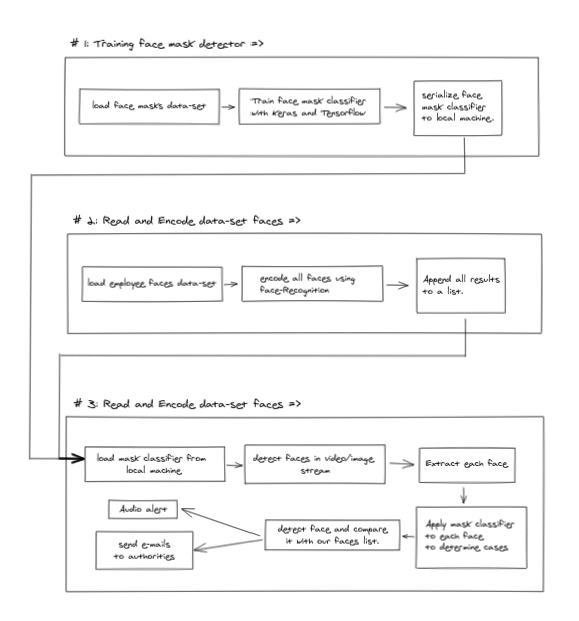 # 1: Training face mask detector =>
load face masks data-set
Train face mask classifier
with Keras and Tensorflow
serialize face
mask classifier
to local machine.
# 2: Read and Encode data-set faces =>
load employee faces data-set
encode all faces using
Face-Recognition
Append all results
to a list.
# 3: Read and Encode data-set faces =>
load mask classifier from
local machine
detect faces in video/image
stream
Extract each face
Apply mask classifier
to each face
to determine cases
detect face and compare
it with our faces list.
Audio alert
send e-mails
to authorities